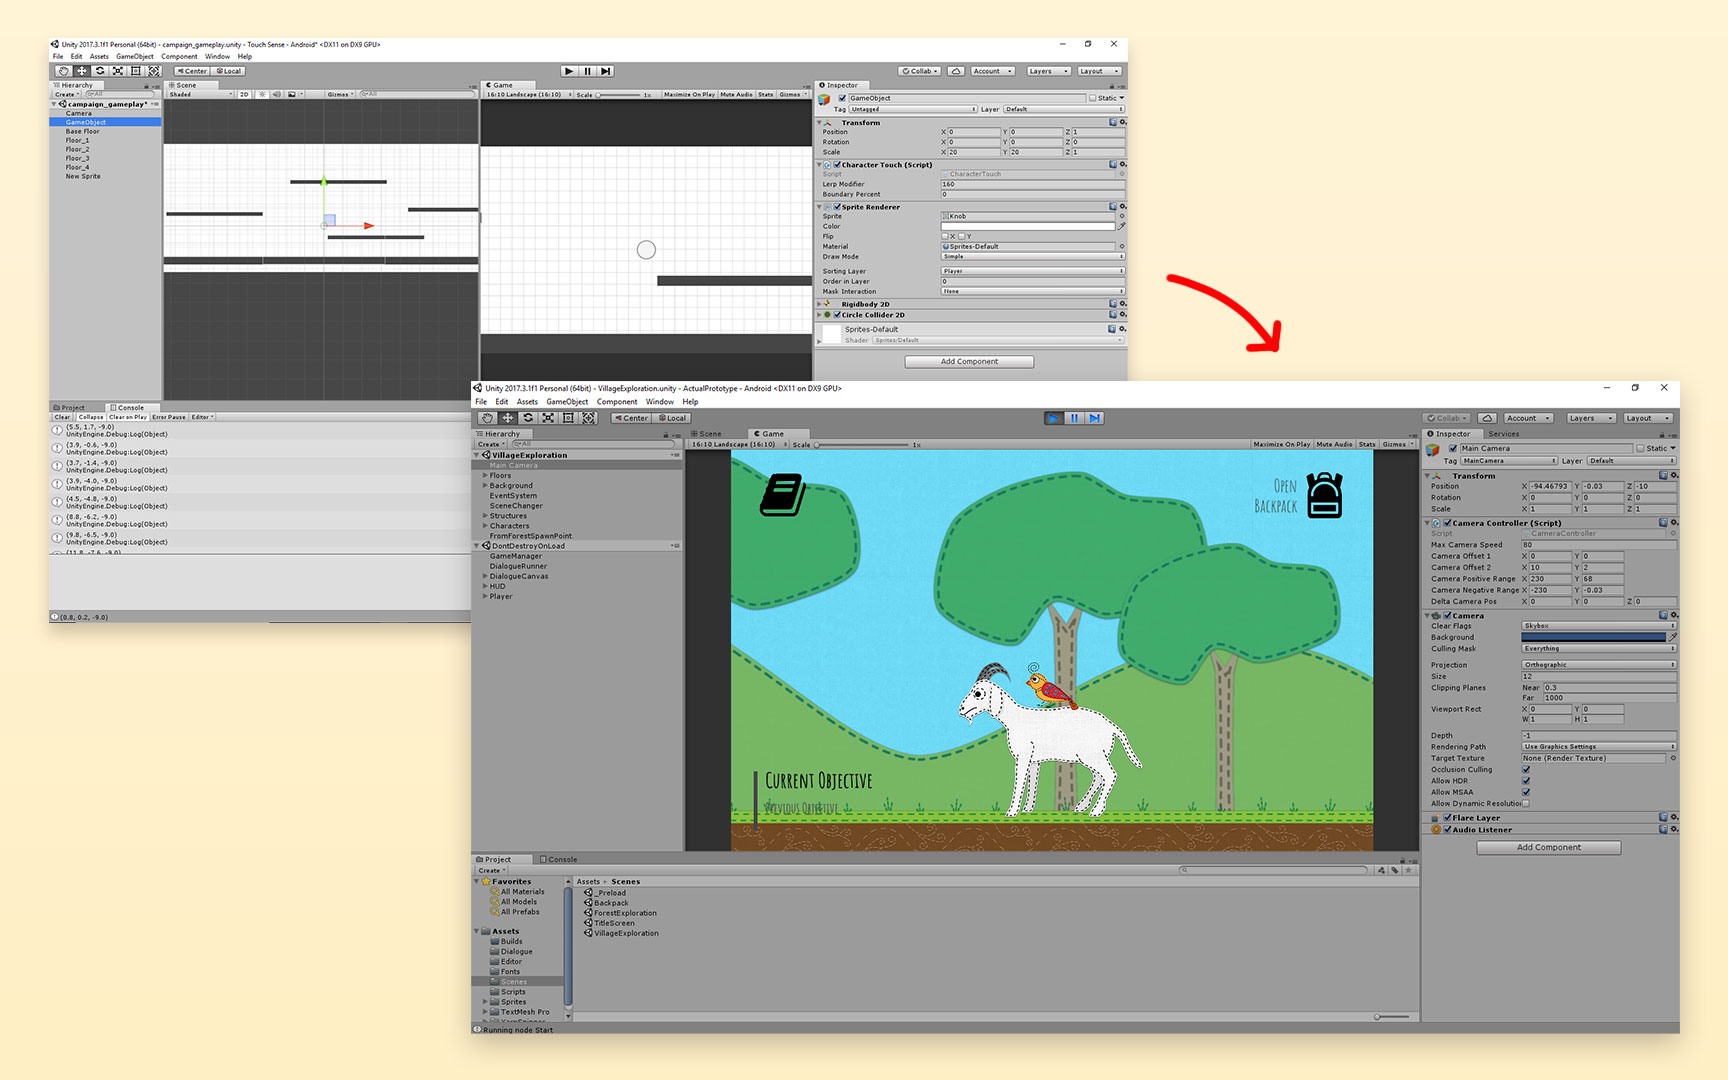 Unity 2017.3.1f1 Personal (64bit) - campaign_gameplay.unity - Touch Sense - Android* <DX11 on DX9 GPU>
File Edit Assets GameObject Component Window Help
Center Local
Collab Account Layers Layout
Hierarchy
Create All
campaign_gameplay*
Camera
GameObject
Base Floor
Floor_1
Floor_2
Floor_3
Floor_4
New Sprite
Scene
Shaded 2D Gizmos All
Game
16:10 Landscape (16:10) Scale 1x Maximize On Play Mute Audio Stats Gizmos
Inspector
GameObject Static
Tag Untagged Layer Default
Transform
Position X 0 Y 0 Z 1
Rotation X 0 Y 0 Z 0
Scale X 20 Y 20 Z 1
Character Touch (Script)
Script CharacterTouch
Lerp Modifier 160
Boundary Percent 0
Sprite Renderer
Sprite Knob
Color
Flip X Y
Material Sprites-Default
Draw Mode Simple
Sorting Layer Player
Order in Layer 0
Mask Interaction None
Rigidbody 2D
Circle Collider 2D
Sprites-Default
Shader Sprites/Default
Add Component
Project Console
Clear Collapse Clear on Play Error Pause Editor
(5.5, 1.7, -9.0)
UnityEngine.Debug:Log(Object)
(3.9, -0.6, -9.0)
UnityEngine.Debug:Log(Object)
(3.7, -1.4, -9.0)
UnityEngine.Debug:Log(Object)
(3.9, -4.0, -9.0)
UnityEngine.Debug:Log(Object)
(4.5, -4.8, -9.0)
UnityEngine.Debug:Log(Object)
(8.8, -6.2, -9.0)
UnityEngine.Debug:Log(Object)
(9.8, -6.5, -9.0)
UnityEngine.Debug:Log(Object)
(11.8, -7.6, -9.0)
(0.8, 0.2, -9.0)
Unity 2017.3.1f1 Personal (64bit) - VillageExploration.unity - ActualPrototype - Android <DX11 on DX9 GPU>
File Edit Assets GameObject Component Window Help
Center Local
Collab Account Layers Layout
Hierarchy
Create All
VillageExploration
Main Camera
Floors
Background
EventSystem
SceneChanger
Structures
Characters
FromForestSpawnPoint
DontDestroyOnLoad
GameManager
DialogueRunner
DialogueCanvas
HUD
Player
Scene Game
16:10 Landscape (16:10) Scale 1x Maximize On Play Mute Audio Stats Gizmos
Open
Backpack
Current Objective
Previous Objective
Inspector Services
Main Camera Static
Tag MainCamera Layer Default
Transform
Position X -94.46793 Y -0.03 Z -10
Rotation X 0 Y 0 Z 0
Scale X 1 Y 1 Z 1
Camera Controller (Script)
Script CameraController
Max Camera Speed 80
Camera Offset 1 X 0 Y 0
Camera Offset 2 X 10 Y 2
Camera Positive Range X 230 Y 68
Camera Negative Range X -230 Y -0.03
Delta Camera Pos X 0 Y 0 Z 0
Camera
Clear Flags Skybox
Background
Culling Mask Everything
Projection Orthographic
Size 12
Clipping Planes Near 0.3
Far 1000
Viewport Rect X 0 Y 0
W 1 H 1
Depth -1
Rendering Path Use Graphics Settings
Target Texture None (Render Texture)
Occlusion Culling
Allow HDR
Allow MSAA
Allow Dynamic Resolutio
Flare Layer
Audio Listener
Add Component
Project Console
Create
Favorites
All Materials
All Models
All Prefabs
Assets
Builds
Dialogue
Editor
Fonts
Scenes
Scripts
Sprites
TextMesh Pro
YarnSpinner
Assets Scenes
_Preload
Backpack
ForestExploration
TitleScreen
VillageExploration
Running node Start